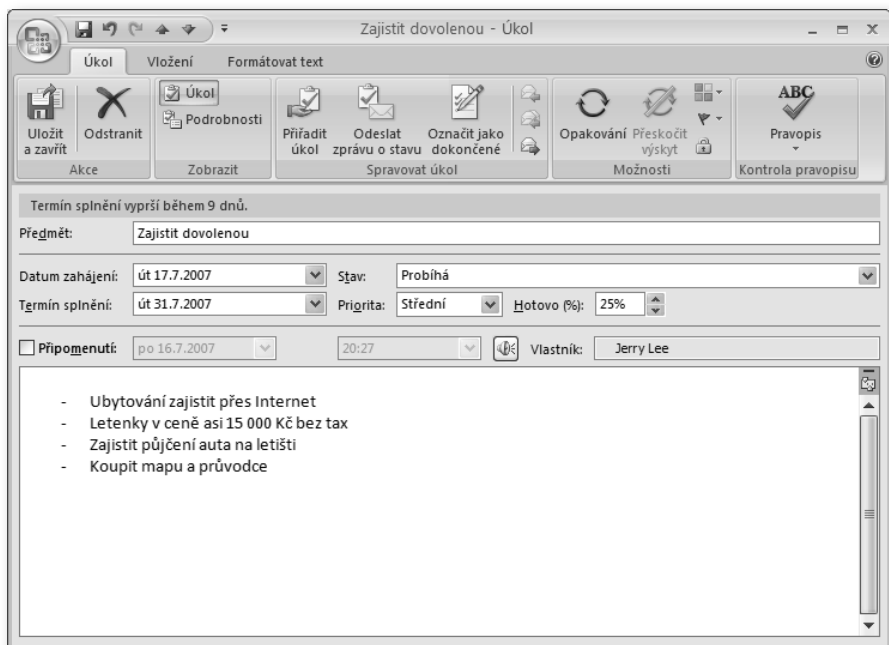 Zajistit dovolenou - Úkol
Úkol Vložení Formátovat text
Uložit a zavřít
Odstranit
Akce
Úkol
Podrobnosti
Zobrazit
Přiřadit úkol
Odeslat zprávu o stavu
Označit jako dokončené
Spravovat úkol
Opakování
Přeskočit výskyt
Možnosti
ABC
Pravopis
Kontrola pravopisu
Termín splnění vyprší během 9 dnů.
Předmět: Zajistit dovolenou
Datum zahájení: út 17.7.2007 Stav: Probíhá
Termín splnění: út 31.7.2007 Priorita: Střední Hotovo (%): 25%
Připomenutí: po 16.7.2007 20:27 Vlastník: Jerry Lee
- Ubytování zajistit přes Internet
- Letenky v ceně asi 15 000 Kč bez tax
- Zajistit půjčení auta na letišti
- Koupit mapu a průvodce